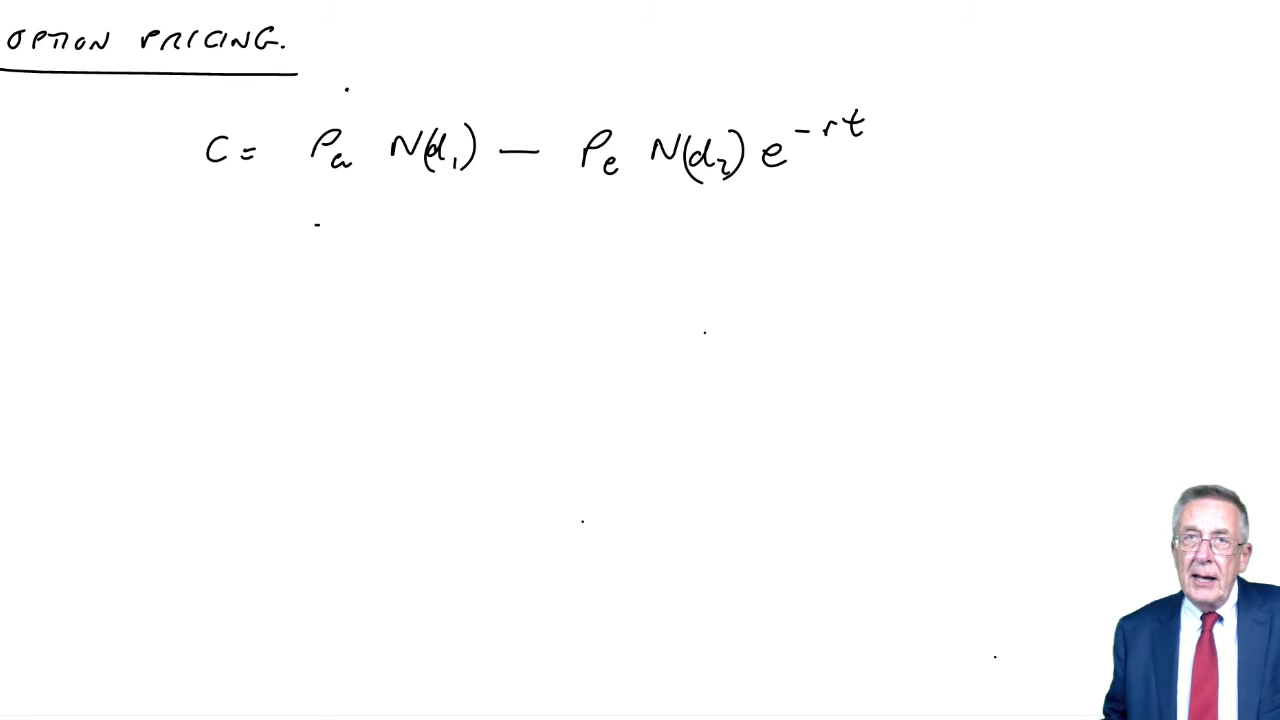 OPTION PRICING.
C = Pa N(d1) — Pe N(d2) e^-rt